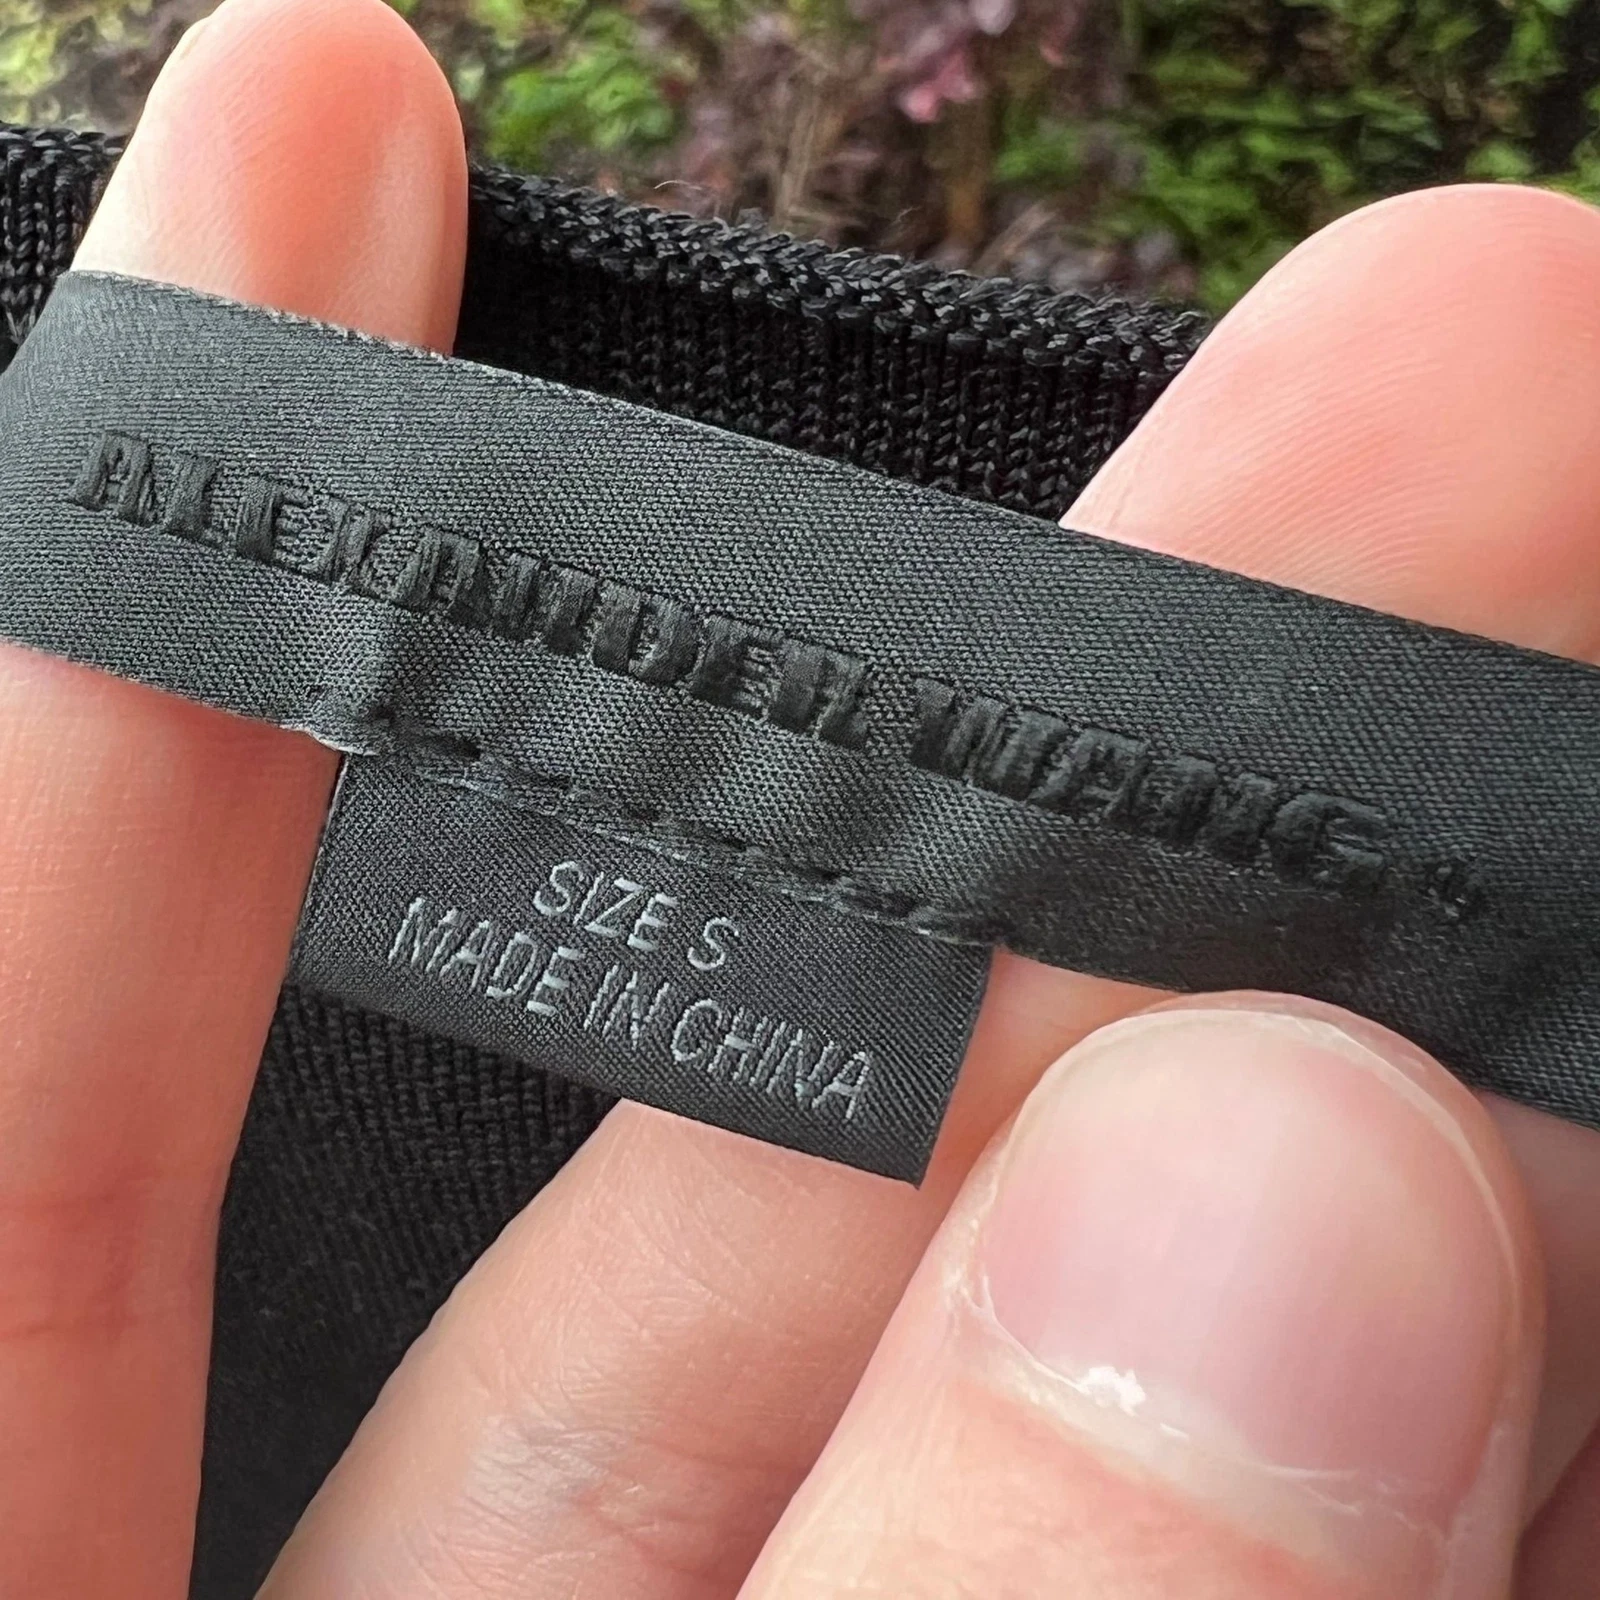 ALEXANDER WANG
SIZE S
MADE IN CHINA